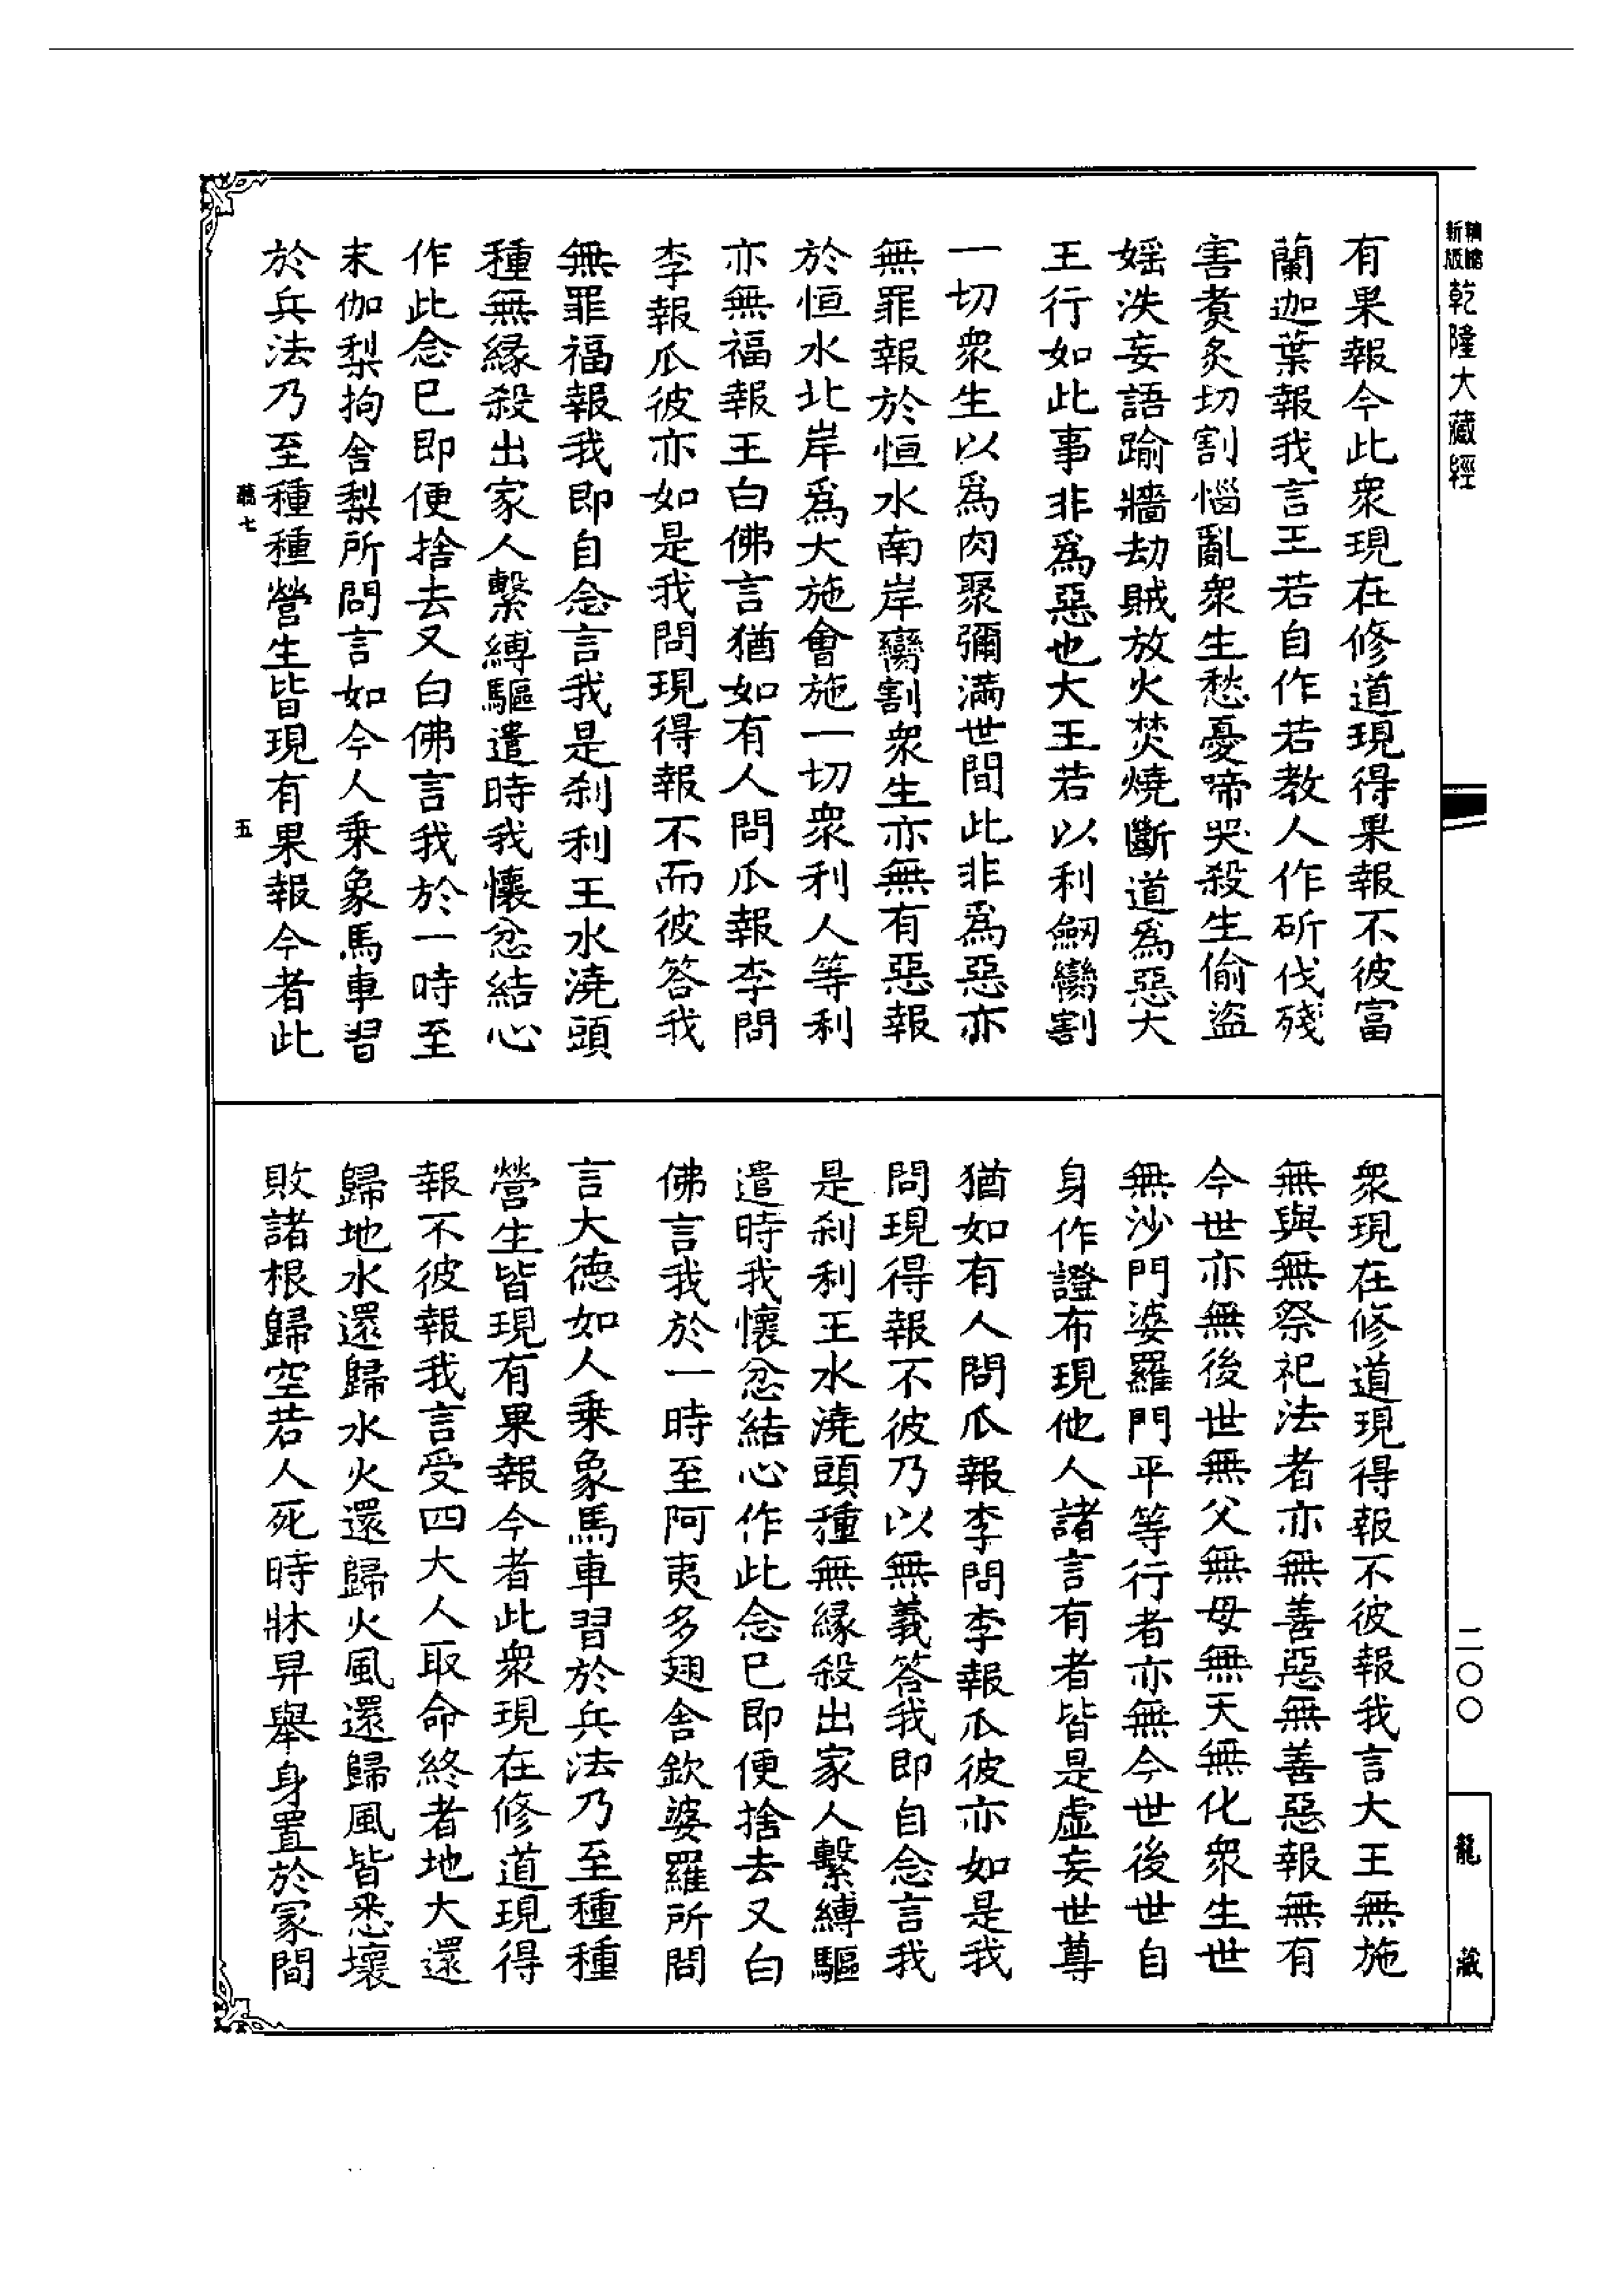 新版精縮乾隆大藏經
有果報今此衆現在修道現得果報不彼富
蘭迦葉報我言王若自作若教人作斫伐殘
害煑炙切割惱亂衆生愁憂啼哭殺生偷盜
婬泆妄語踰牆劫賊放火焚燒斷道爲惡大
王行如此事非爲惡也大王若以利劒臠割
一切衆生以爲肉聚彌滿世間此非爲惡亦
無罪報於恒水南岸臠割衆生亦無有惡報
於恒水北岸爲大施會施一切衆利人等利
亦無福報王白佛言猶如有人問瓜報李問
李報瓜彼亦如是我問現得報不而彼答我
無罪福報我即自念言我是刹利王水澆頭
種無緣殺出家人繫縛驅遣時我懷忿結心
作此念已即便捨去又白佛言我於一時至
末伽梨拘舍梨所問言如今人乘象馬車習
於兵法乃至種種營生皆現有果報今者此
七 五
衆現在修道現得報不彼報我言大王無施
無與無祭祀法者亦無善惡無善惡報無有
今世亦無後世無父無母無天無化衆生世
無沙門婆羅門平等行者亦無今世後世自
身作證布現他人諸言有者皆是虛妄世尊
猶如有人問瓜報李問李報瓜彼亦如是我
問現得報不彼乃以無義答我即自念言我
是刹利王水澆頭種無緣殺出家人繫縛驅
遣時我懷忿結心作此念已即便捨去又白
佛言我於一時至阿夷多翅舍欽婆羅所問
言大德如人乘象馬車習於兵法乃至種種
營生皆現有果報今者此衆現在修道現得
報不彼報我言受四大人取命終者地大還
歸地水還歸水火還歸火風還歸風皆悉壞
敗諸根歸空若人死時牀舁舉身置於冢間
二〇〇
龍藏